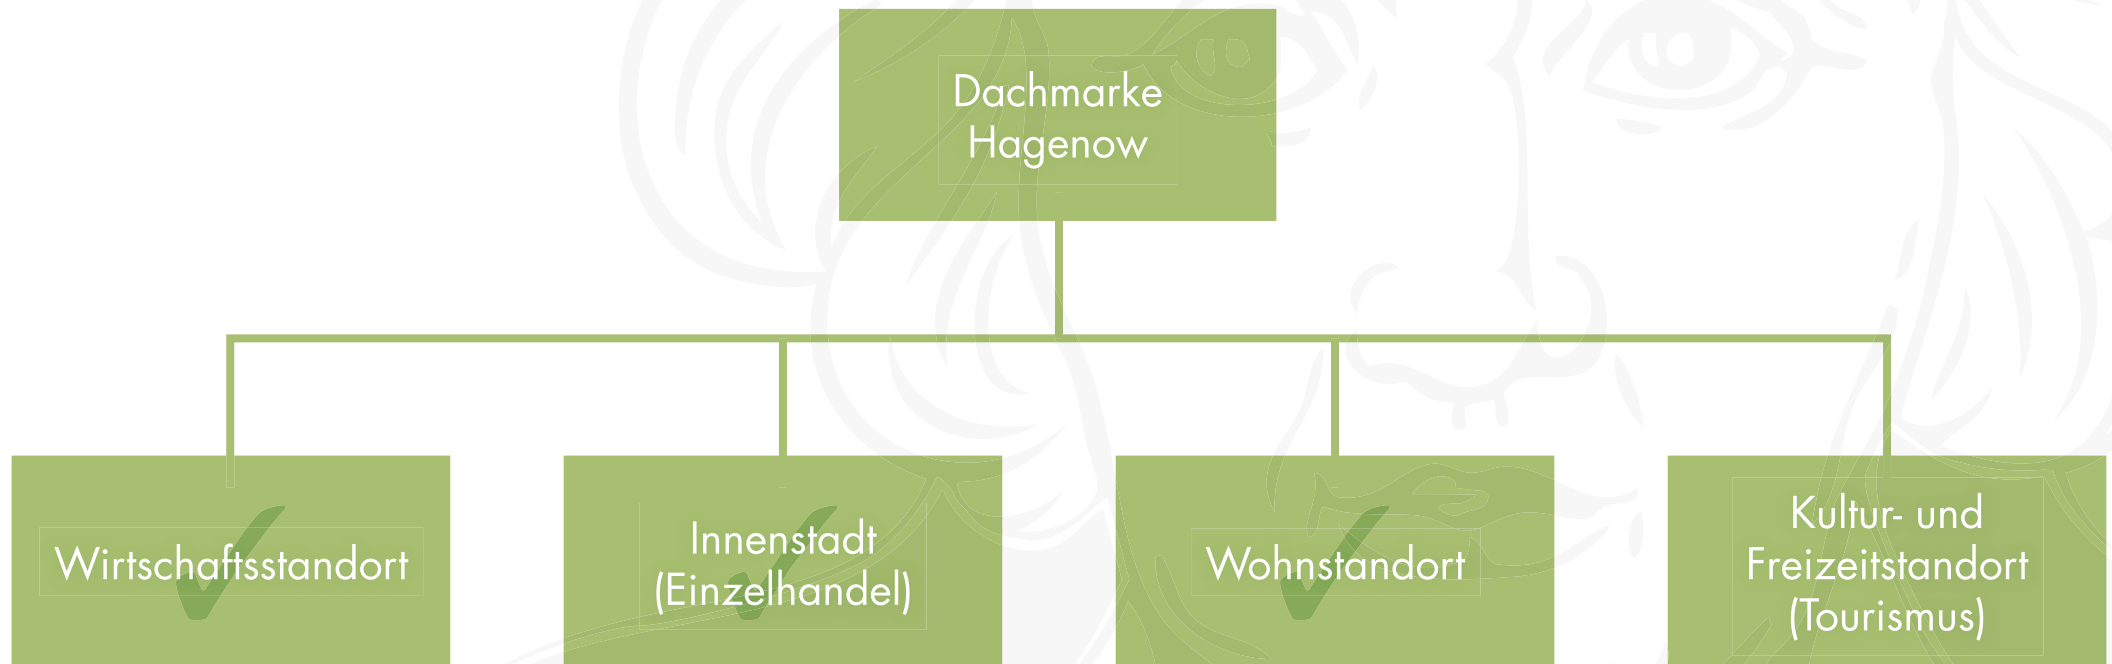 Dachmarke
Hagenow
Wirtschaftsstandort
Innenstadt
(Einzelhandel)
Wohnstandort
Kultur- und
Freizeitstandort
(Tourismus)